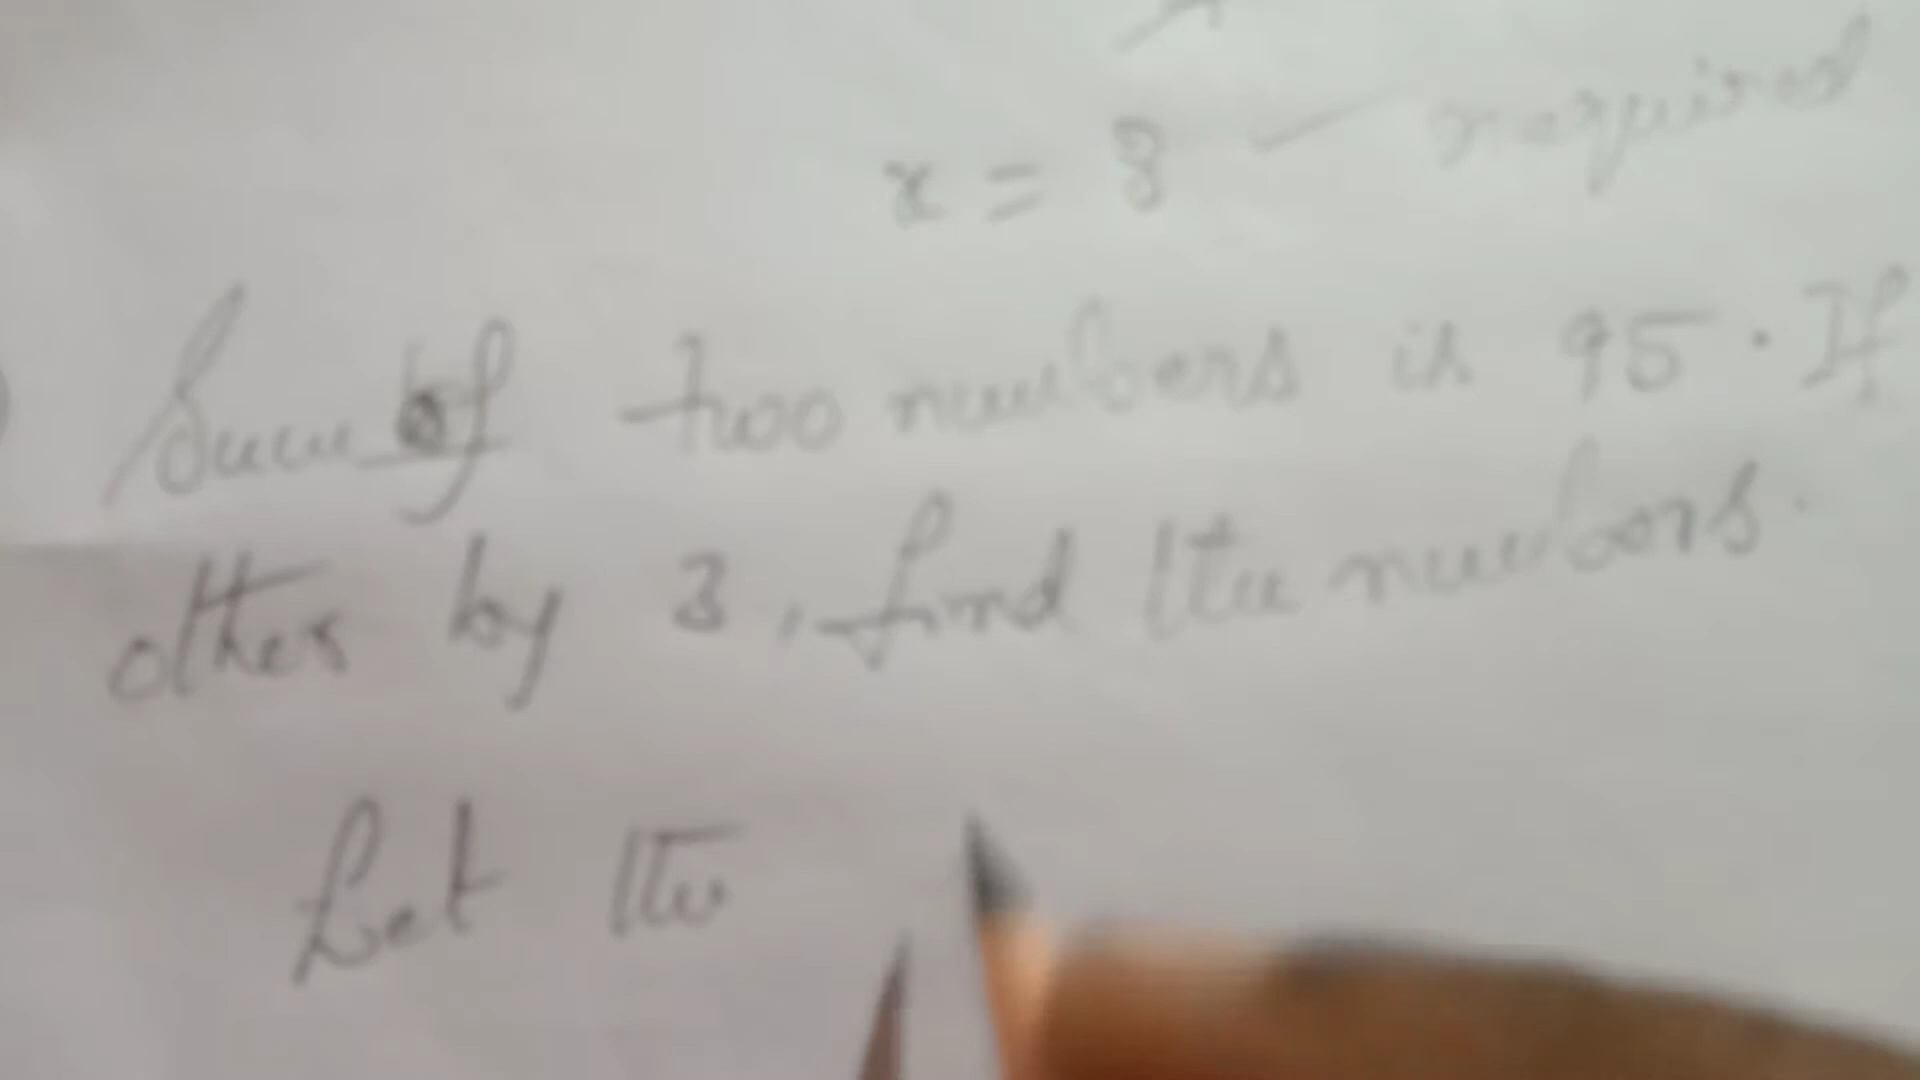 x = 8 required
Sum of two numbers is 95. If
other by 3, find the numbers.
Let the